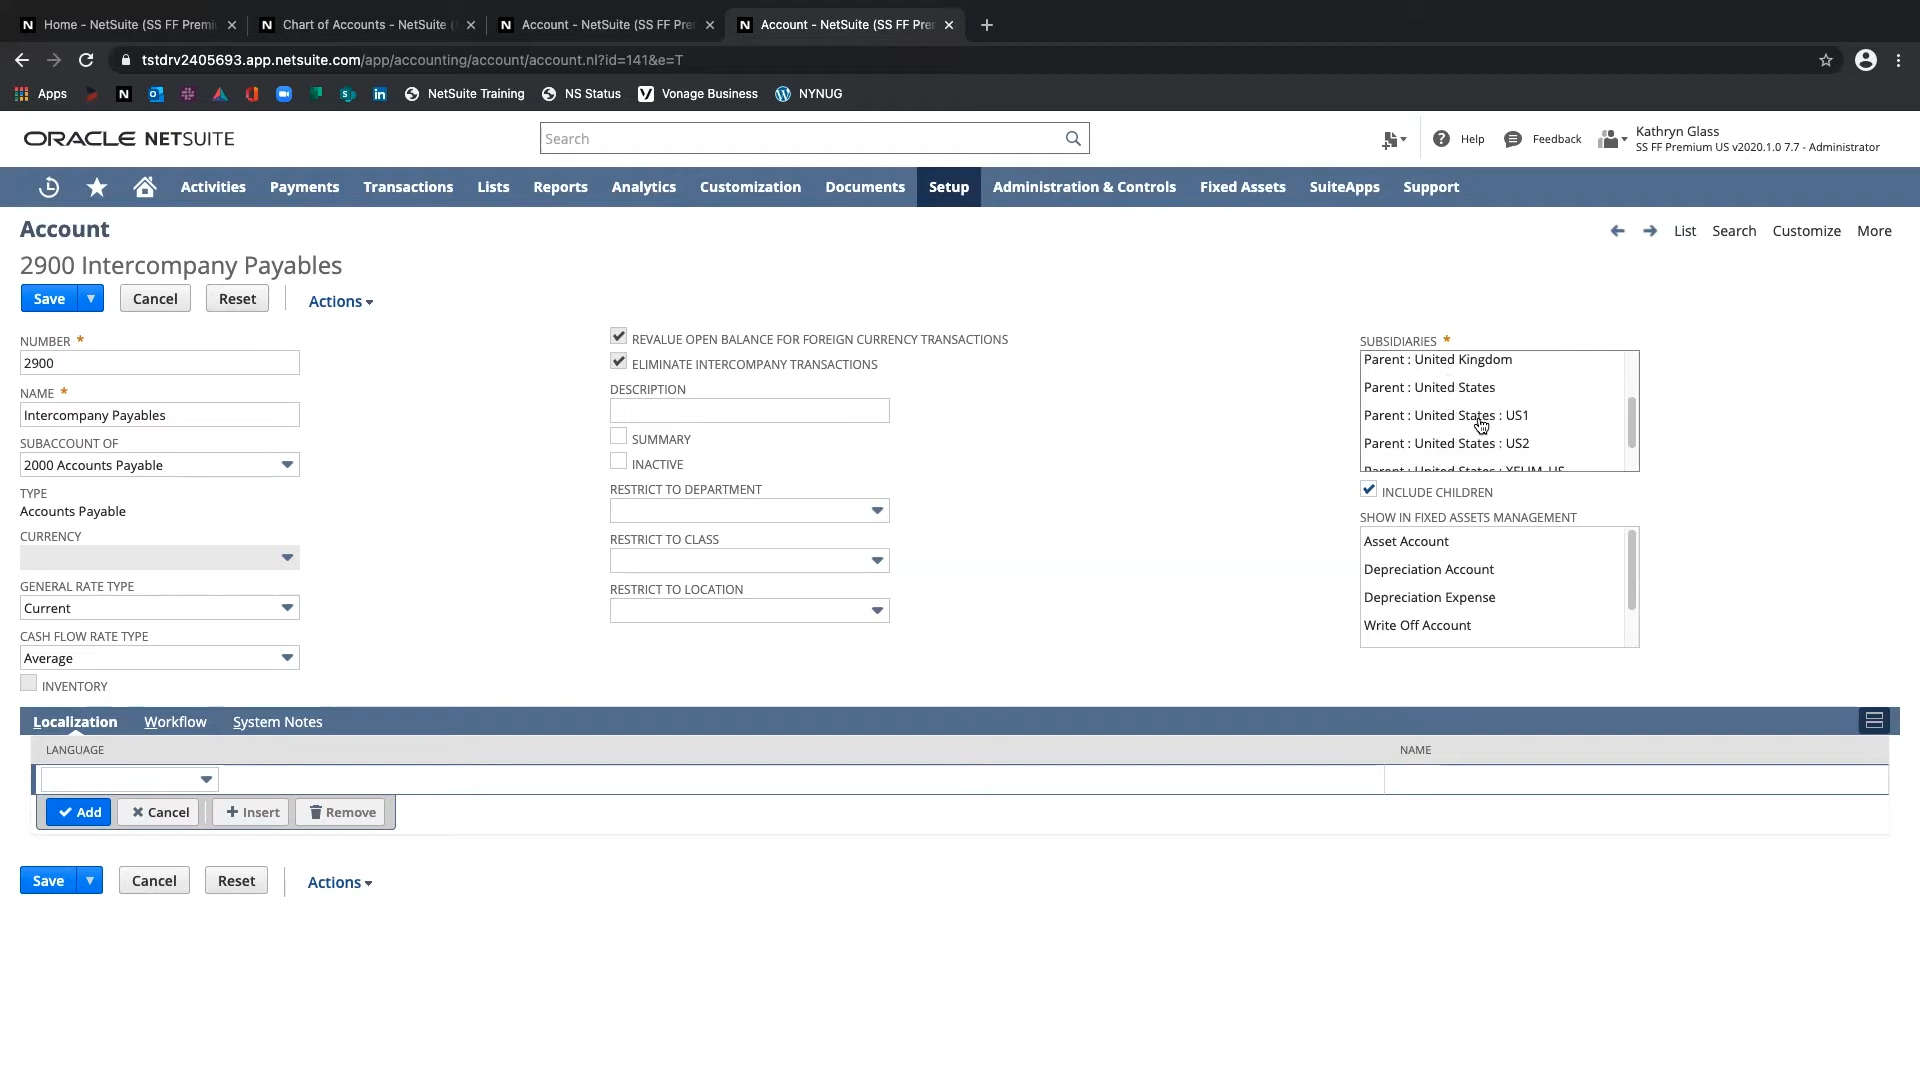 Home - NetSuite (SS FF Premi
Chart of Accounts - NetSuite (
Account - NetSuite (SS FF Pre
Account - NetSuite (SS FF Pre
tstdrv2405693.app.netsuite.com/app/accounting/account/account.nl?id=141&e=T
Apps
NetSuite Training
NS Status
Vonage Business
NYNUG
ORACLE NETSUITE
Search
Help
Feedback
Kathryn Glass
SS FF Premium US v2020.1.0 7.7 - Administrator
Activities
Payments
Transactions
Lists
Reports
Analytics
Customization
Documents
Setup
Administration & Controls
Fixed Assets
SuiteApps
Support
Account
List
Search
Customize
More
2900 Intercompany Payables
Save
Cancel
Reset
Actions
NUMBER *
2900
NAME *
Intercompany Payables
SUBACCOUNT OF
2000 Accounts Payable
TYPE
Accounts Payable
CURRENCY
GENERAL RATE TYPE
Current
CASH FLOW RATE TYPE
Average
INVENTORY
REVALUE OPEN BALANCE FOR FOREIGN CURRENCY TRANSACTIONS
ELIMINATE INTERCOMPANY TRANSACTIONS
DESCRIPTION
SUMMARY
INACTIVE
RESTRICT TO DEPARTMENT
RESTRICT TO CLASS
RESTRICT TO LOCATION
SUBSIDIARIES *
Parent : United Kingdom
Parent : United States
Parent : United States : US1
Parent : United States : US2
Parent : United States : XELIM_US
INCLUDE CHILDREN
SHOW IN FIXED ASSETS MANAGEMENT
Asset Account
Depreciation Account
Depreciation Expense
Write Off Account
Localization
Workflow
System Notes
LANGUAGE
NAME
Add
Cancel
Insert
Remove
Save
Cancel
Reset
Actions